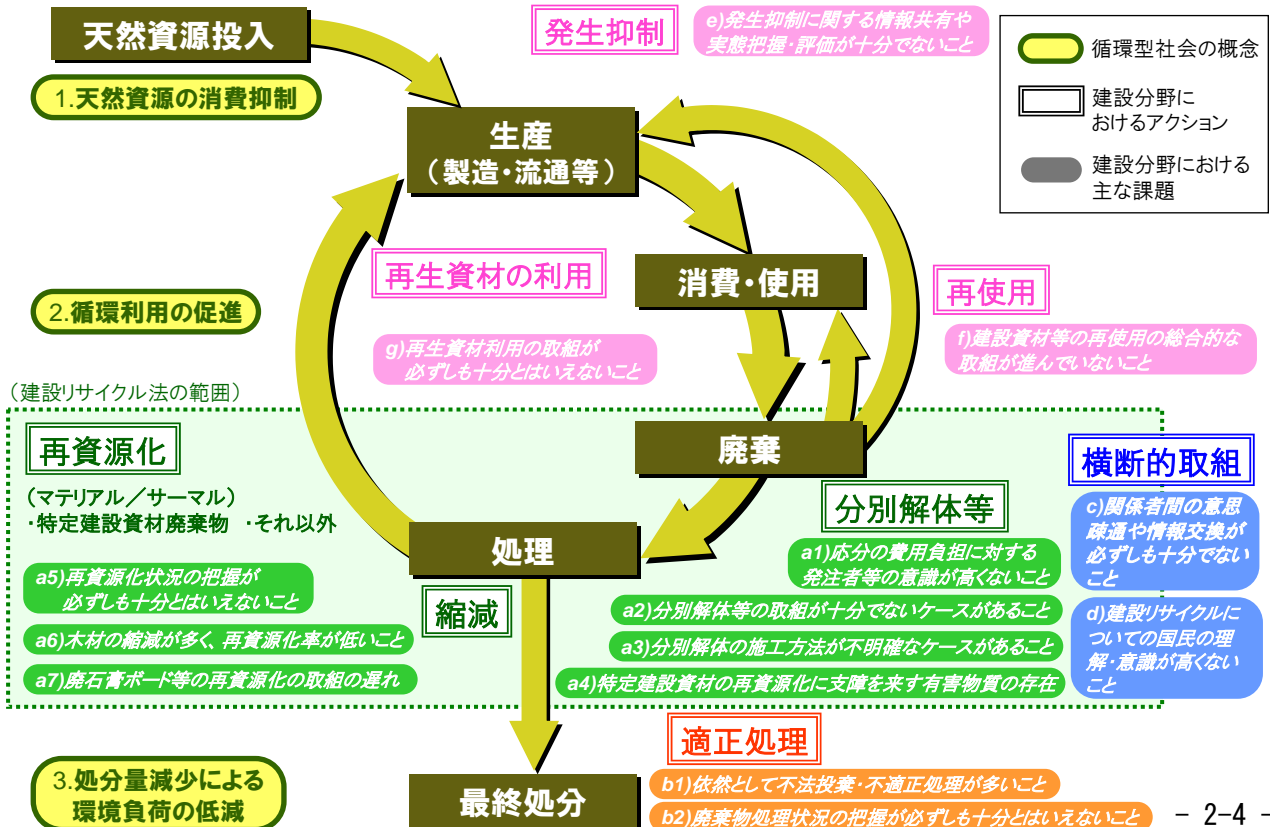 天然資源投入
発生抑制
e)発生抑制に関する情報共有や
実態把握・評価が十分でないこと
循環型社会の概念
建設分野に
おけるアクション
建設分野における
主な課題
1.天然資源の消費抑制
生産
（製造・流通等）
再生資材の利用
消費・使用
再使用
2.循環利用の促進
g)再生資材利用の取組が
必ずしも十分とはいえないこと
f)建設資材等の再使用の総合的な
取組が進んでいないこと
（建設リサイクル法の範囲）
再資源化
（マテリアル／サーマル）
・特定建設資材廃棄物　・それ以外
廃棄
横断的取組
分別解体等
c)関係者間の意思
疎通や情報交換が
必ずしも十分でない
こと
処理
a1)応分の費用負担に対する
発注者等の意識が高くないこと
a5)再資源化状況の把握が
必ずしも十分とはいえないこと
縮減
a2)分別解体等の取組が十分でないケースがあること
d)建設リサイクルに
ついての国民の理
解・意識が高くない
こと
a6)木材の縮減が多く、再資源化率が低いこと
a3)分別解体の施工方法が不明確なケースがあること
a7)廃石膏ボード等の再資源化の取組の遅れ
a4)特定建設資材の再資源化に支障を来す有害物質の存在
適正処理
3.処分量減少による
環境負荷の低減
最終処分
b1)依然として不法投棄・不適正処理が多いこと
b2)廃棄物処理状況の把握が必ずしも十分とはいえないこと
- 2-4 -